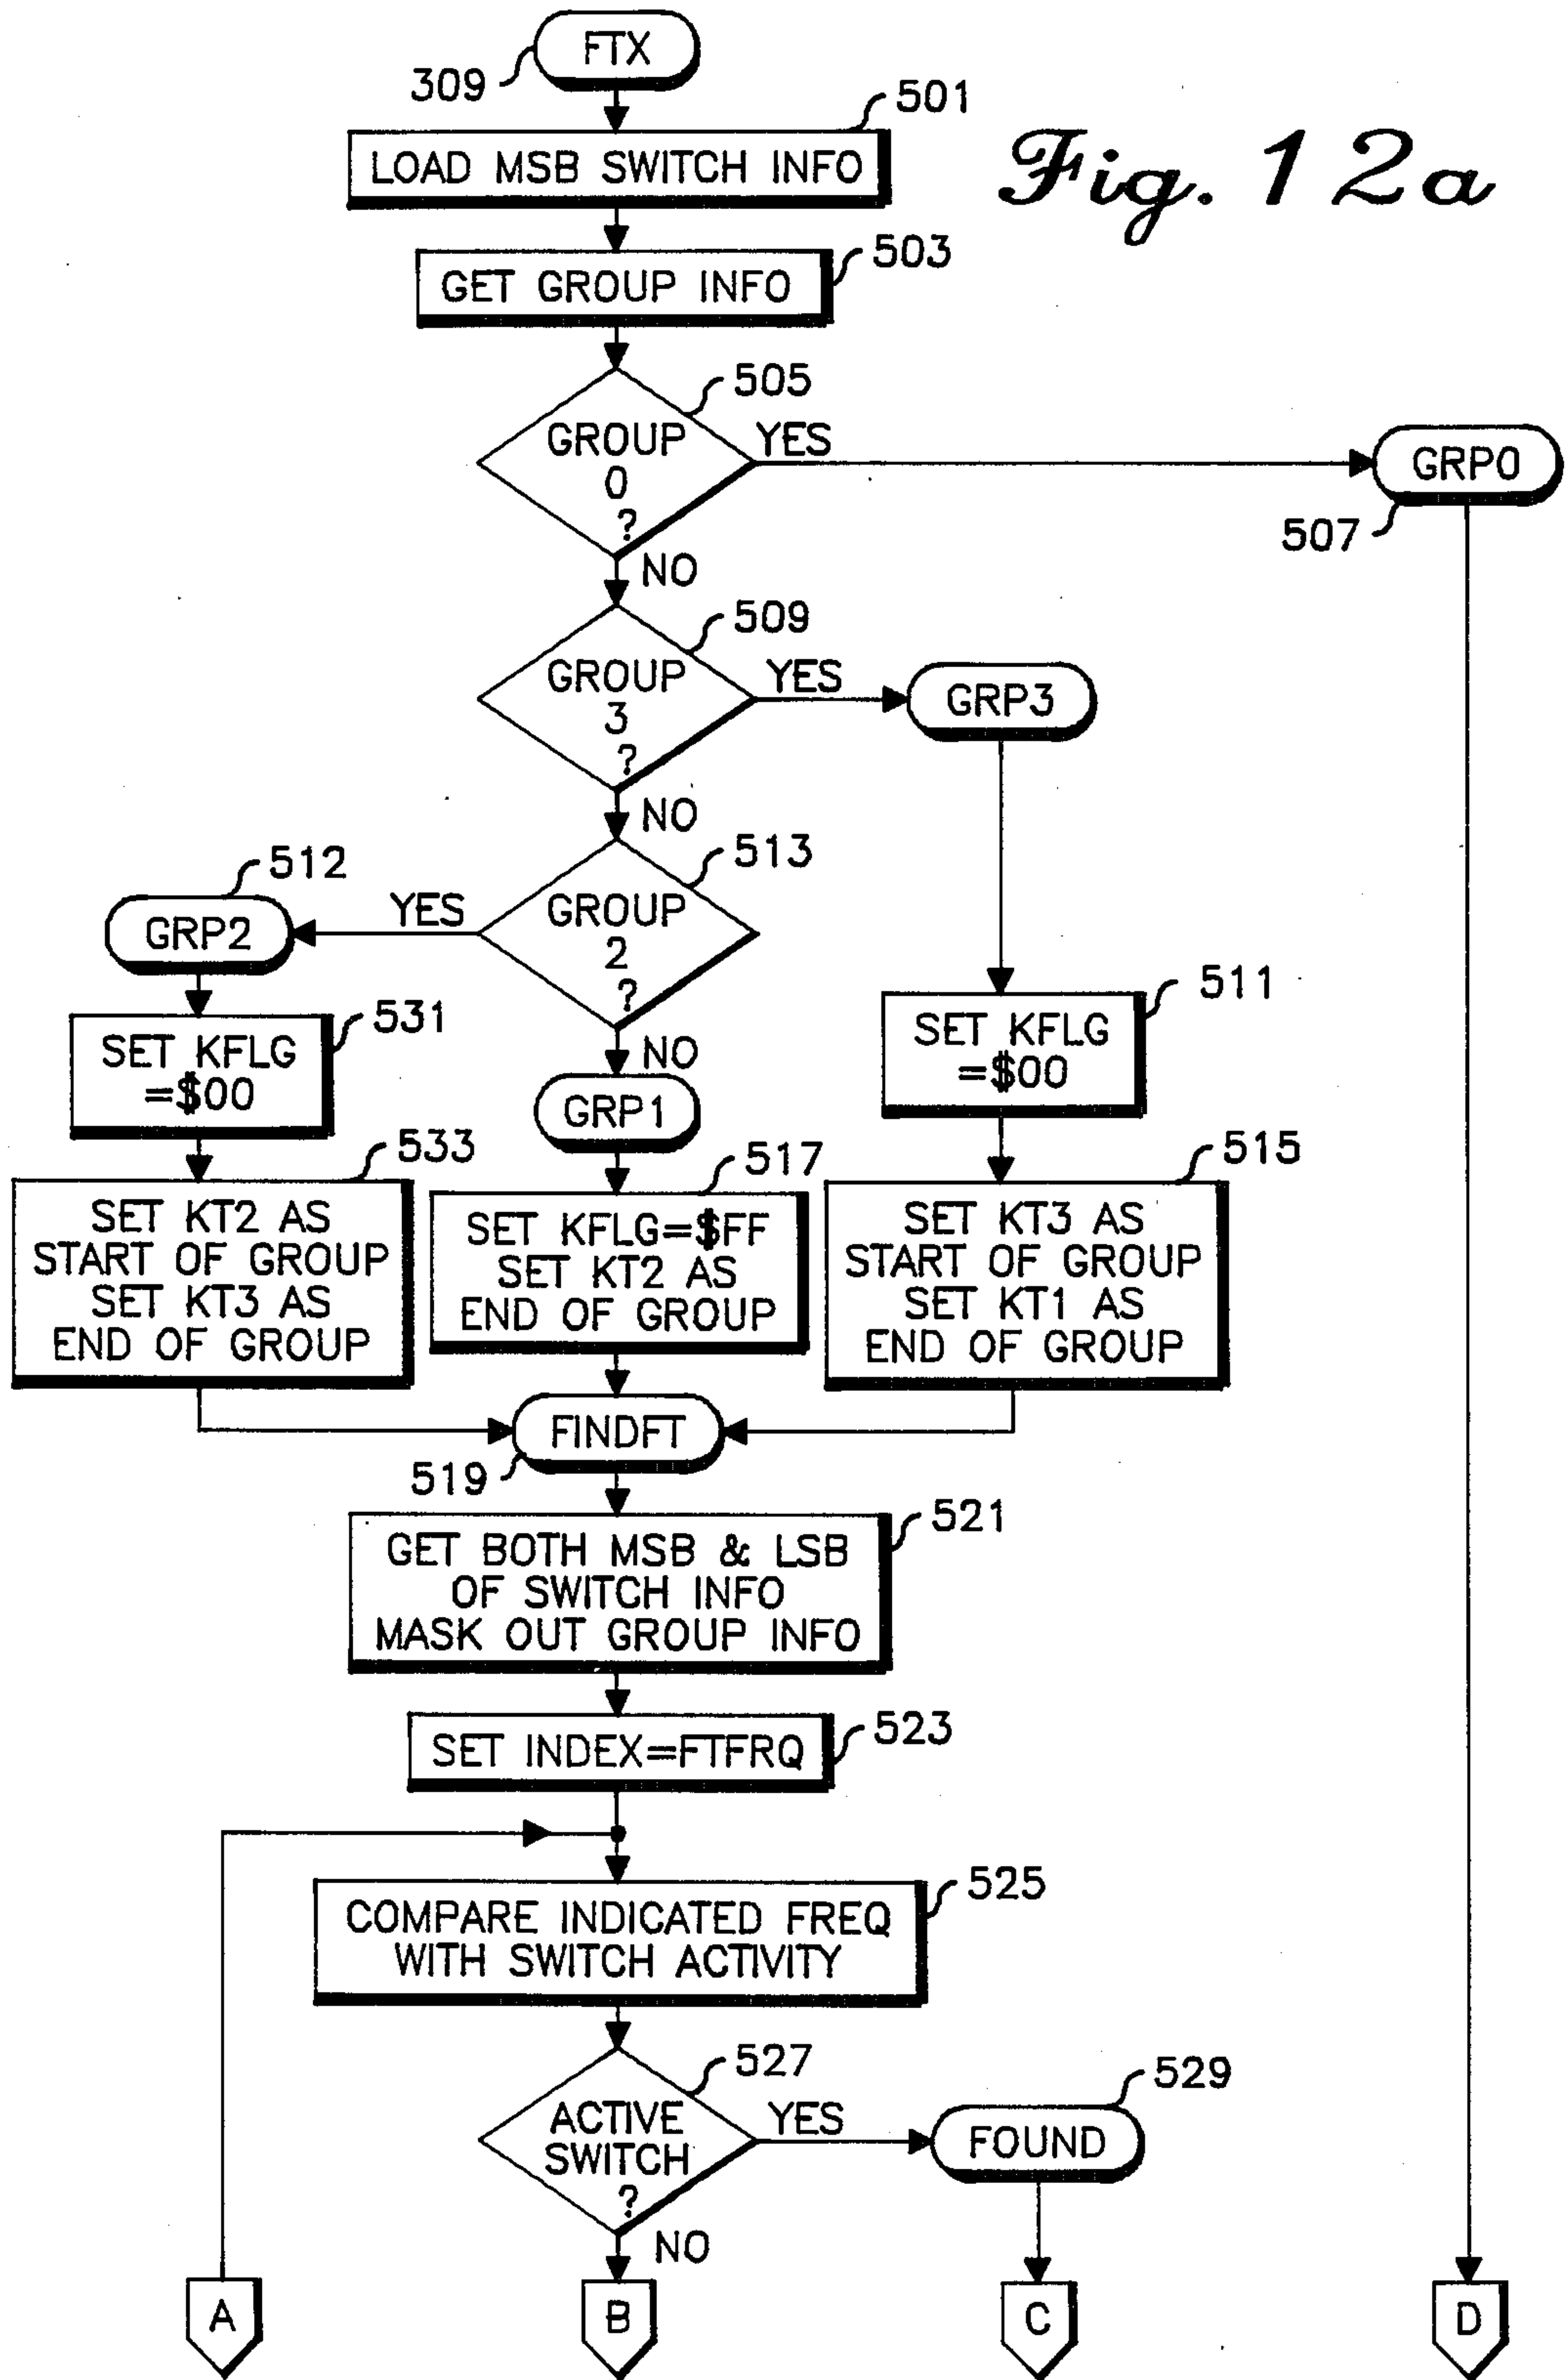 FTX
309
501
LOAD MSB SWITCH INFO
Fig. 12a
503
GET GROUP INFO
505
GROUP
0
?
YES
GRP0
507
NO
509
GROUP
3
?
YES
GRP3
NO
513
512
GROUP
2
?
YES
GRP2
511
531
SET KFLG
=$00
NO
SET KFLG
=$00
GRP1
533
517
515
SET KT2 AS
START OF GROUP
SET KT3 AS
END OF GROUP
SET KFLG=$FF
SET KT2 AS
END OF GROUP
SET KT3 AS
START OF GROUP
SET KT1 AS
END OF GROUP
FINDFT
519
521
GET BOTH MSB & LSB
OF SWITCH INFO
MASK OUT GROUP INFO
523
SET INDEX=FTFRQ
525
COMPARE INDICATED FREQ
WITH SWITCH ACTIVITY
527
529
ACTIVE
SWITCH
?
YES
FOUND
NO
A
B
C
D